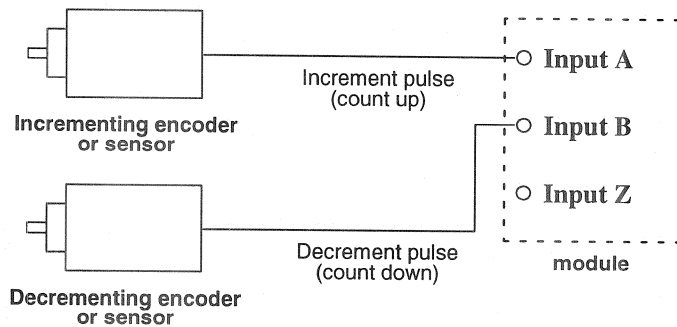 Input A
Increment pulse
(count up)
Incrementing encoder
or sensor
Input B
Input Z
Decrement pulse
(count down)
module
Decrementing encoder
or sensor